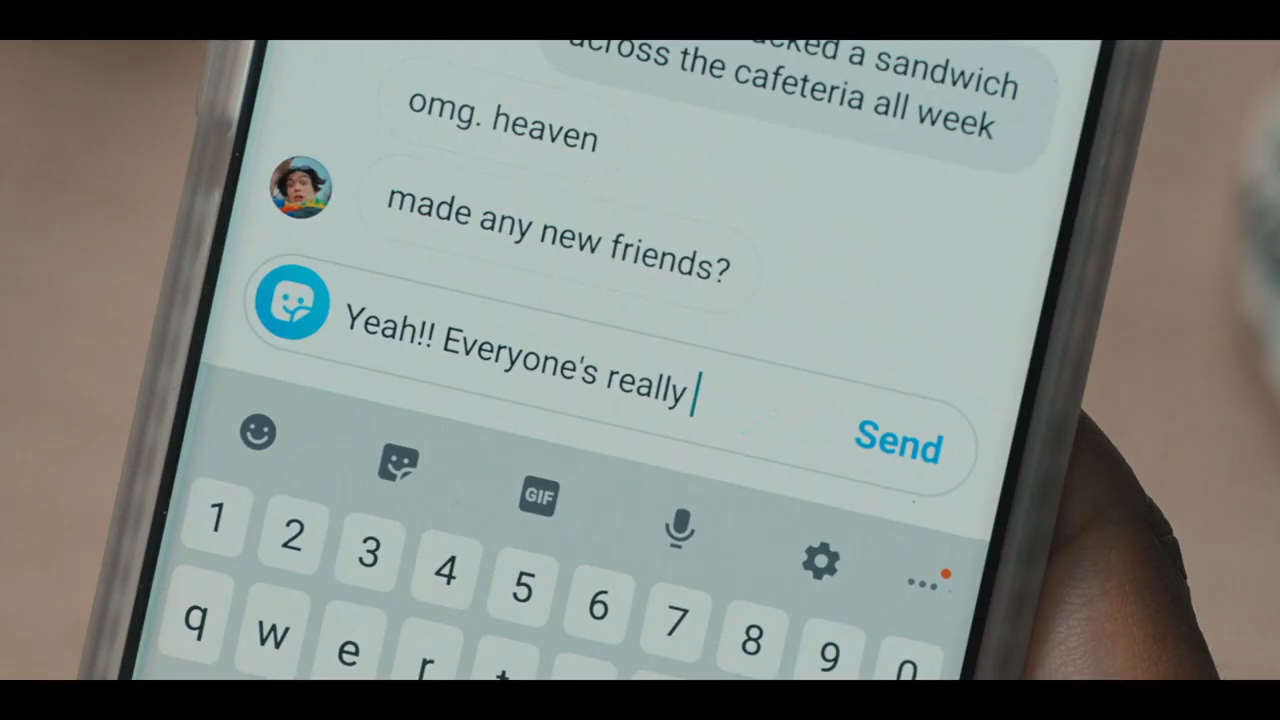 a sandwich
across the cafeteria all week
omg. heaven
made any new friends?
Yeah!! Everyone's really
Send
GIF
1 2 3 4 5 6 7 8 9 0
q w e r t